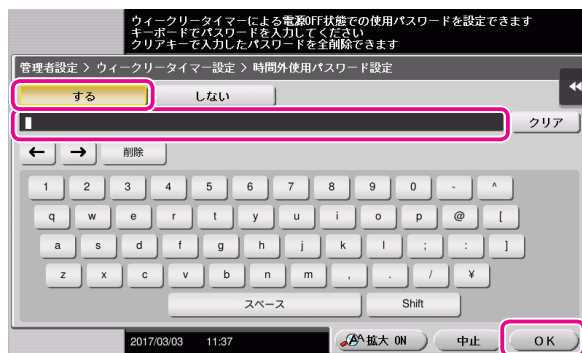 ウィークリータイマーによる電源OFF状態での使用パスワードを設定できます
キーボードでパスワードを入力してください
クリアキーで入力したパスワードを全削除できます
管理者設定 > ウィークリータイマー設定 > 時間外使用パスワード設定
する しない
クリア
← → 削除
1 2 3 4 5 6 7 8 9 0 - ^
q w e r t y u i o p @ [
a s d f g h j k l ; : ]
z x c v b n m , . / ¥
スペース Shift
2017/03/03 11:37 拡大 ON 中止 OK